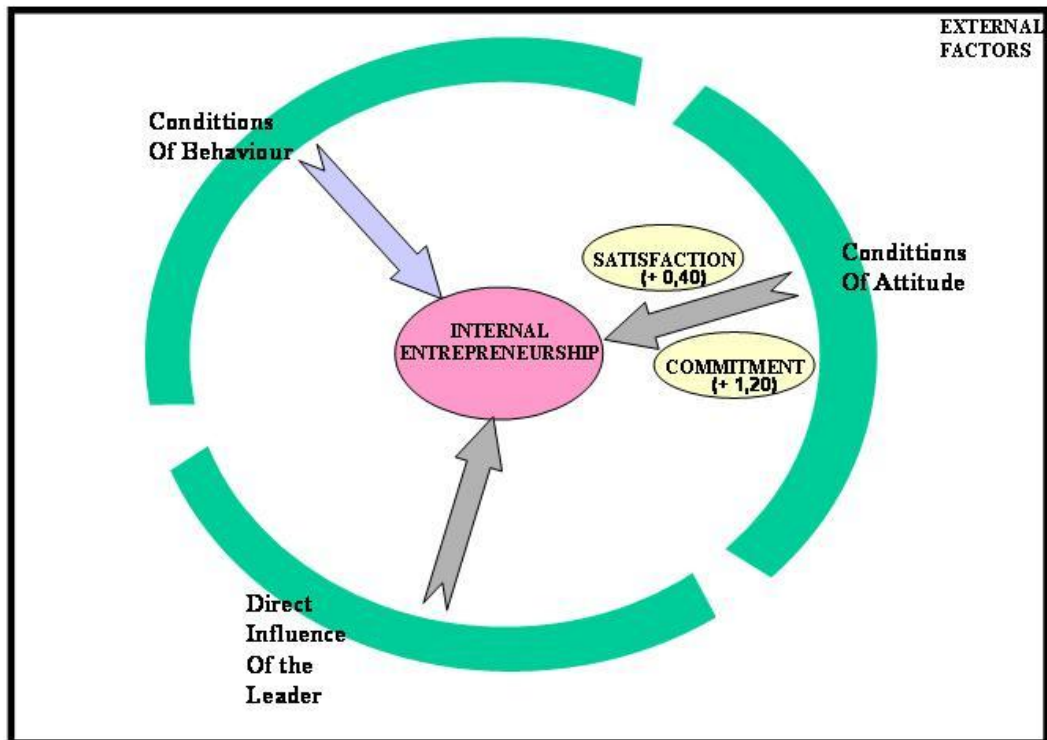 EXTERNAL
FACTORS
Condittions
Of Behaviour
SATISFACTION
(+ 0,40)
Conditions
Of Attitude
INTERNAL
ENTREPRENEURSHIP
COMMITMENT
(+ 1,20)
Direct
Influence
Of the
Leader